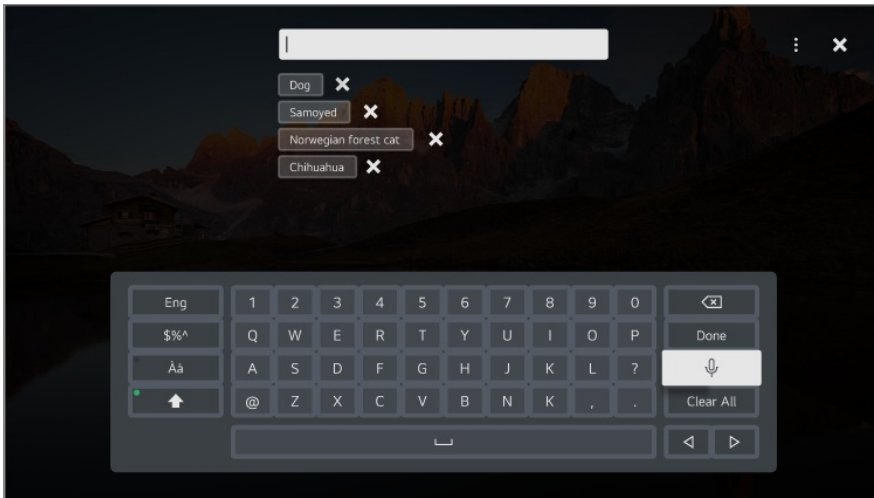 Dog
Samoyed
Norwegian forest cat
Chihuahua
Eng 1 2 3 4 5 6 7 8 9 0
$%^ Q W E R T Y U I O P Done
Àà A S D F G H J K L ?
@ Z X C V B N K , . Clear All